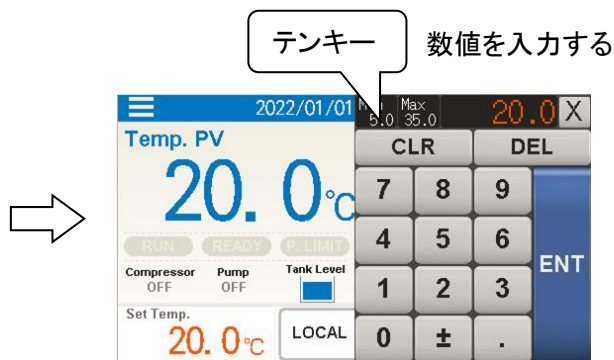 テンキー
数値を入力する
2022/01/01
Min Max
5.0 35.0
20.0 X
Temp. PV
20.0℃
CLR DEL
7 8 9
RUN READY P. LIMIT
4 5 6
ENT
Compressor Pump Tank Level
OFF OFF
1 2 3
Set Temp.
20.0℃
LOCAL
0 ± .